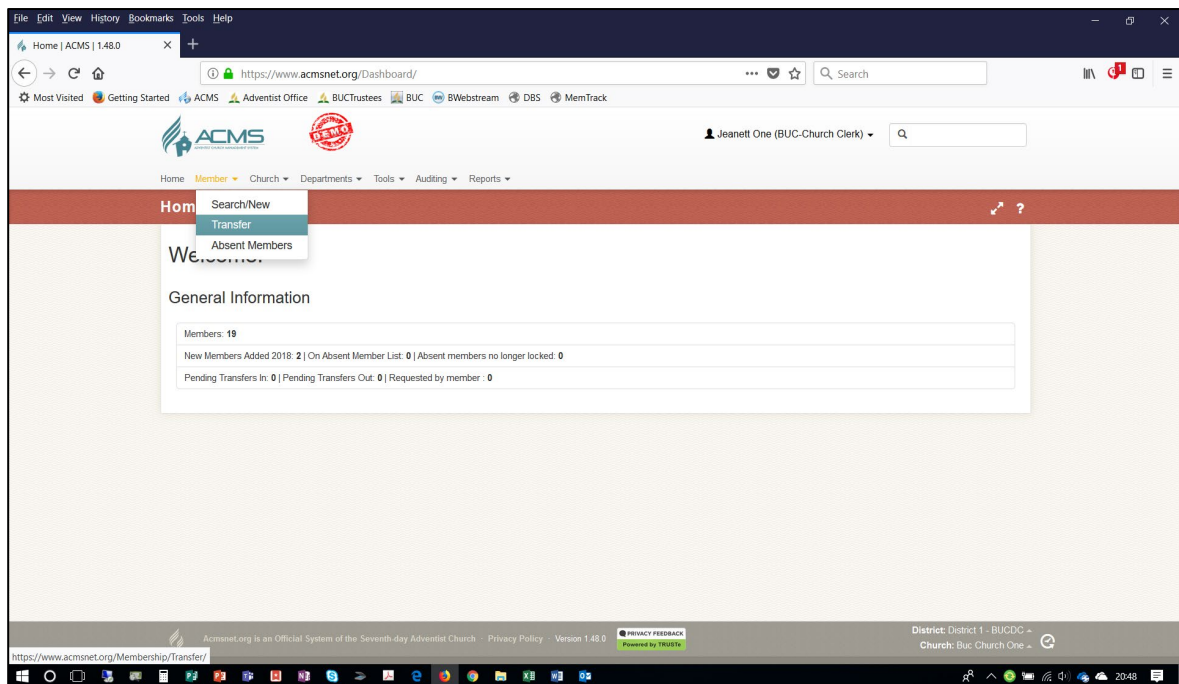 File Edit View History Bookmarks Tools Help
Home | ACMS | 1.48.0
https://www.acmsnet.org/Dashboard/
Search
Most Visited Getting Started ACMS Adventist Office BUCTrustees BUC BWebstream DBS MemTrack
ACMS
DEMO
Jeanett One (BUC-Church Clerk)
Home Member Church Departments Tools Auditing Reports
Hom
Search/New
Transfer
Absent Members
?
General Information
Members: 19
New Members Added 2018: 2 | On Absent Member List: 0 | Absent members no longer locked: 0
Pending Transfers In: 0 | Pending Transfers Out: 0 | Requested by member : 0
Acmsnet.org is an Official System of the Seventh-day Adventist Church · Privacy Policy · Version 1.48.0
PRIVACY FEEDBACK
Powered by TRUSTe
District: District 1 - BUCDC
Church: Buc Church One
https://www.acmsnet.org/Membership/Transfer/
20:48